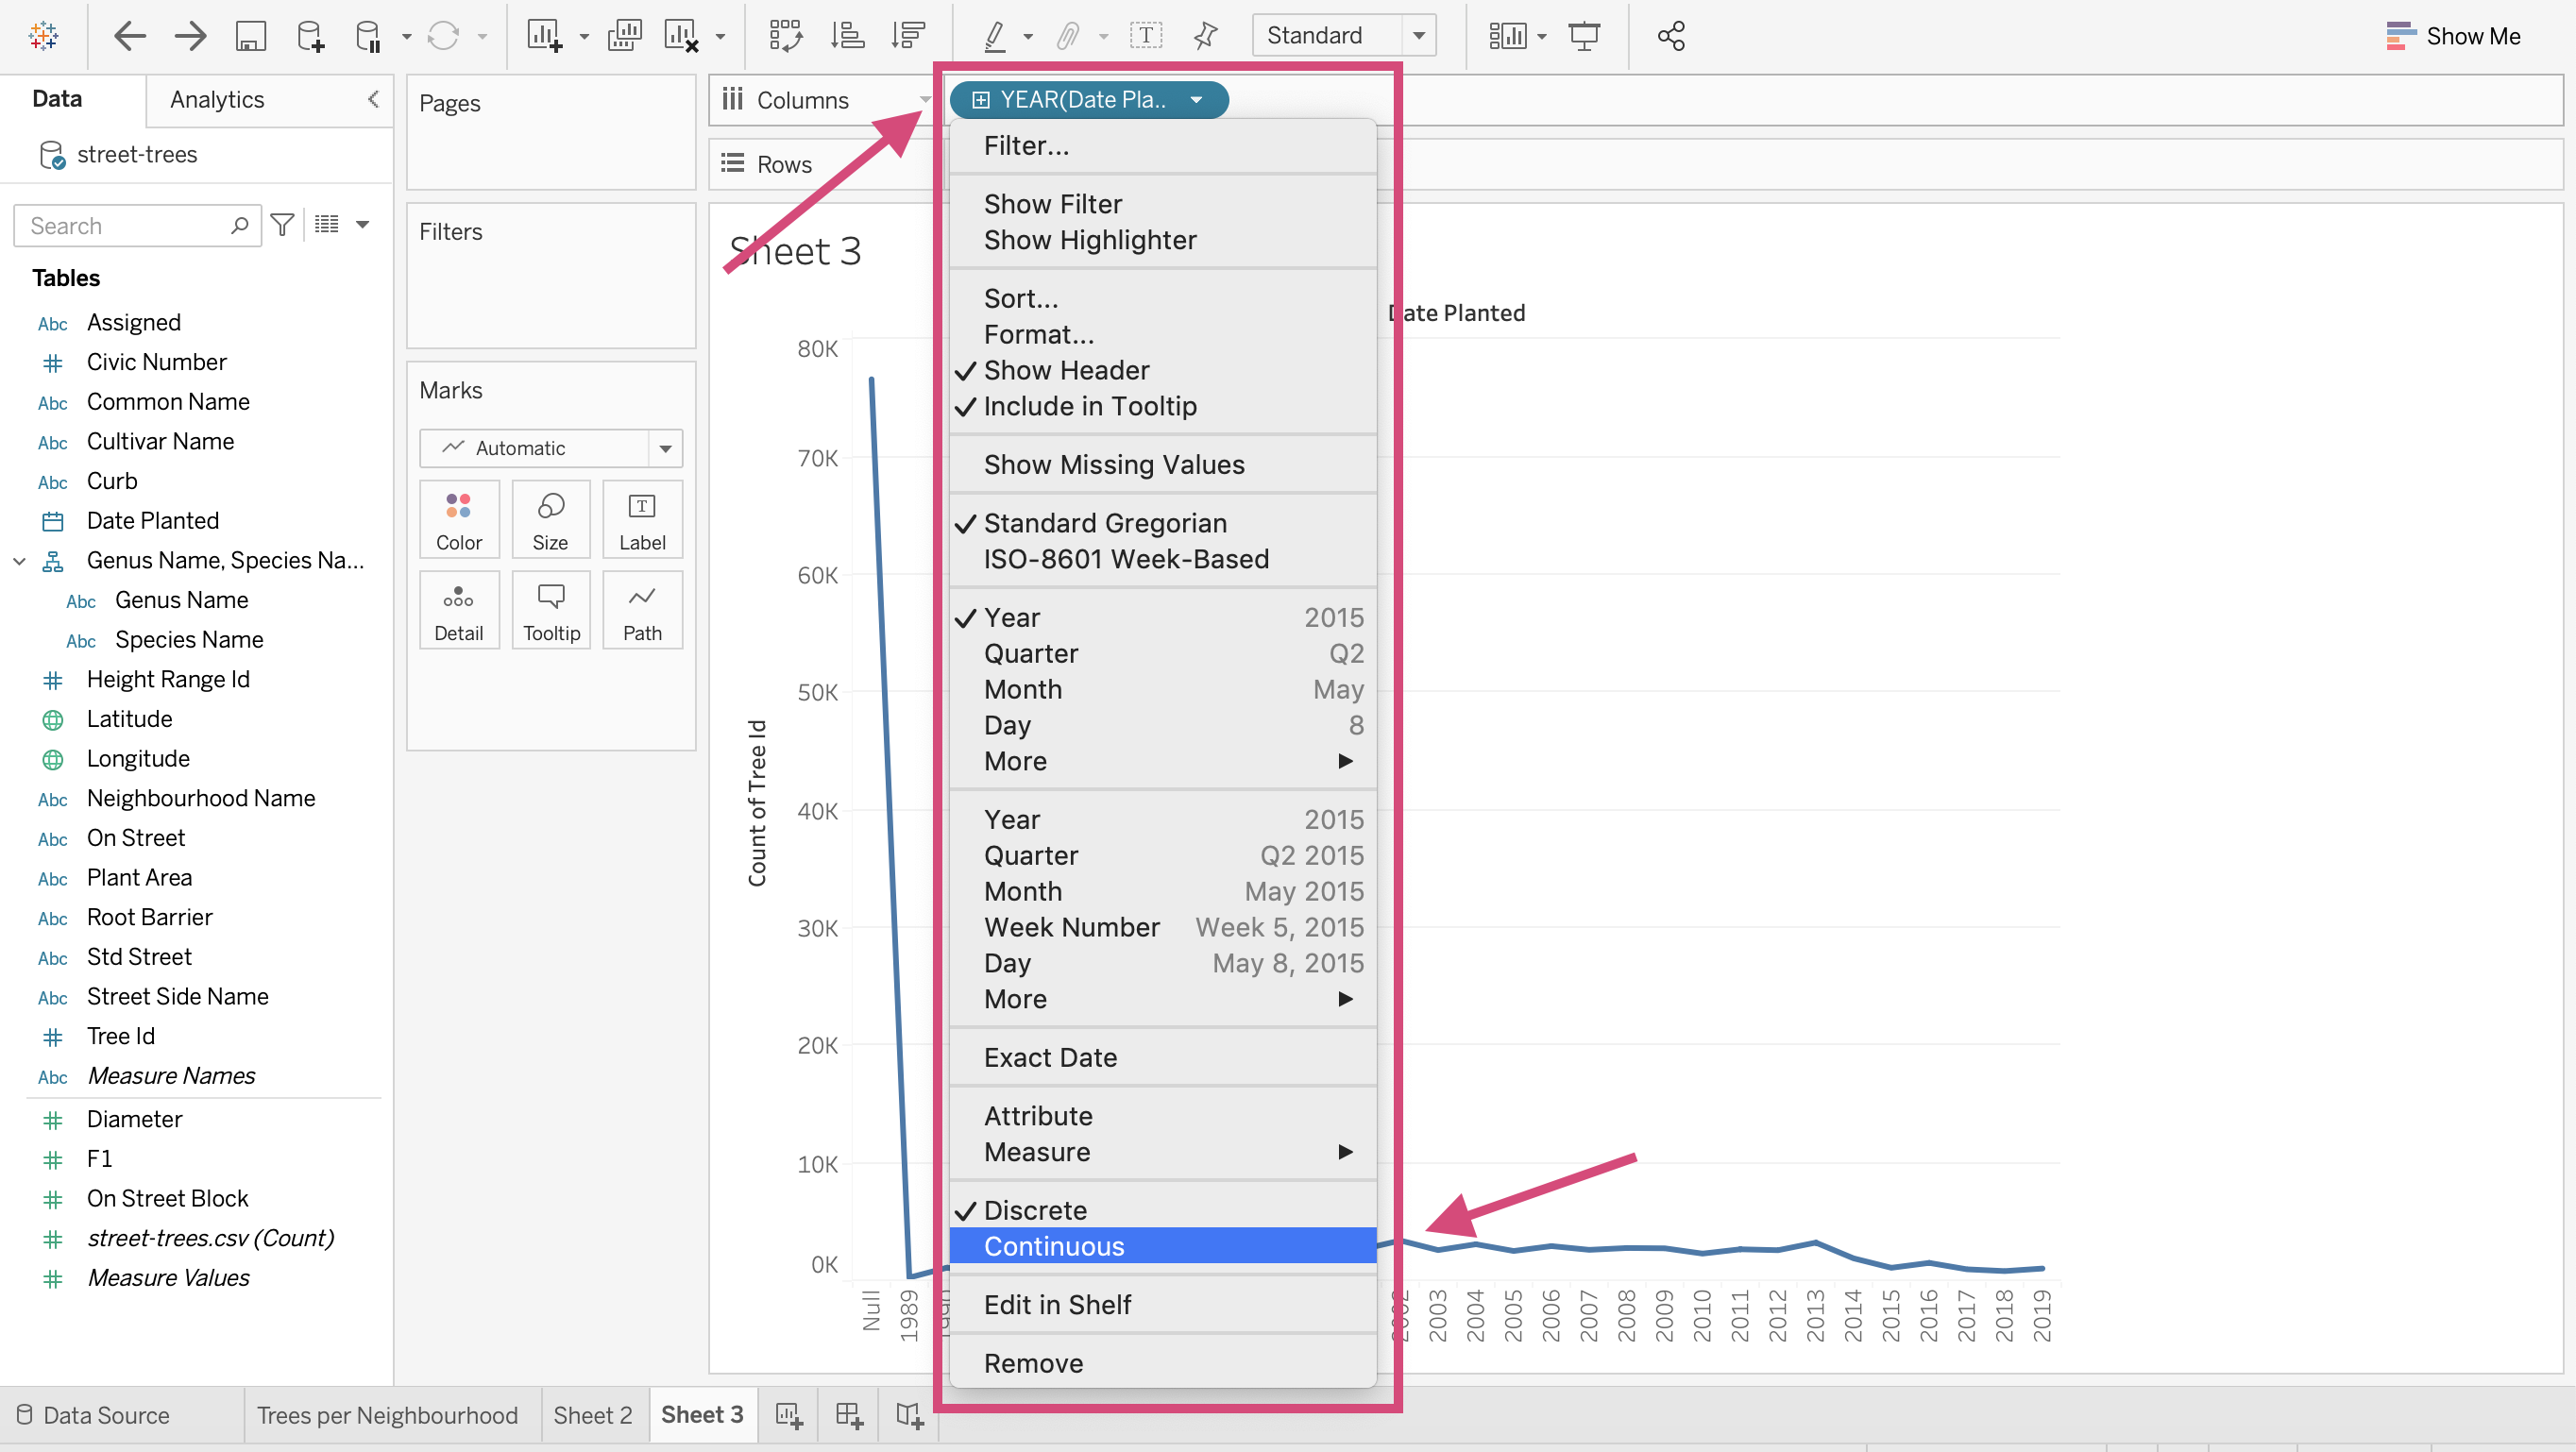 Standard
Show Me
Data
Analytics
street-trees
Search
Tables
Abc Assigned
Civic Number
Abc Common Name
Abc Cultivar Name
Abc Curb
Date Planted
Genus Name, Species Na...
Abc Genus Name
Abc Species Name
Height Range Id
Latitude
Longitude
Abc Neighbourhood Name
Abc On Street
Abc Plant Area
Abc Root Barrier
Abc Std Street
Abc Street Side Name
Tree Id
Abc Measure Names
Diameter
F1
On Street Block
street-trees.csv (Count)
Measure Values
Pages
Filters
Marks
Automatic
Color Size Label
Detail Tooltip Path
Columns
YEAR(Date Pla..
Rows
Sheet 3
Filter...
Show Filter
Show Highlighter
Sort...
Format...
Show Header
Include in Tooltip
Show Missing Values
Standard Gregorian
ISO-8601 Week-Based
Year 2015
Quarter Q2
Month May
Day 8
More
Year 2015
Quarter Q2 2015
Month May 2015
Week Number Week 5, 2015
Day May 8, 2015
More
Exact Date
Attribute
Measure
Discrete
Continuous
Edit in Shelf
Remove
Date Planted
Count of Tree Id
80K
70K
60K
50K
40K
30K
20K
10K
0K
Null 1989 1990 2002 2003 2004 2005 2006 2007 2008 2009 2010 2011 2012 2013 2014 2015 2016 2017 2018 2019
Data Source
Trees per Neighbourhood
Sheet 2
Sheet 3